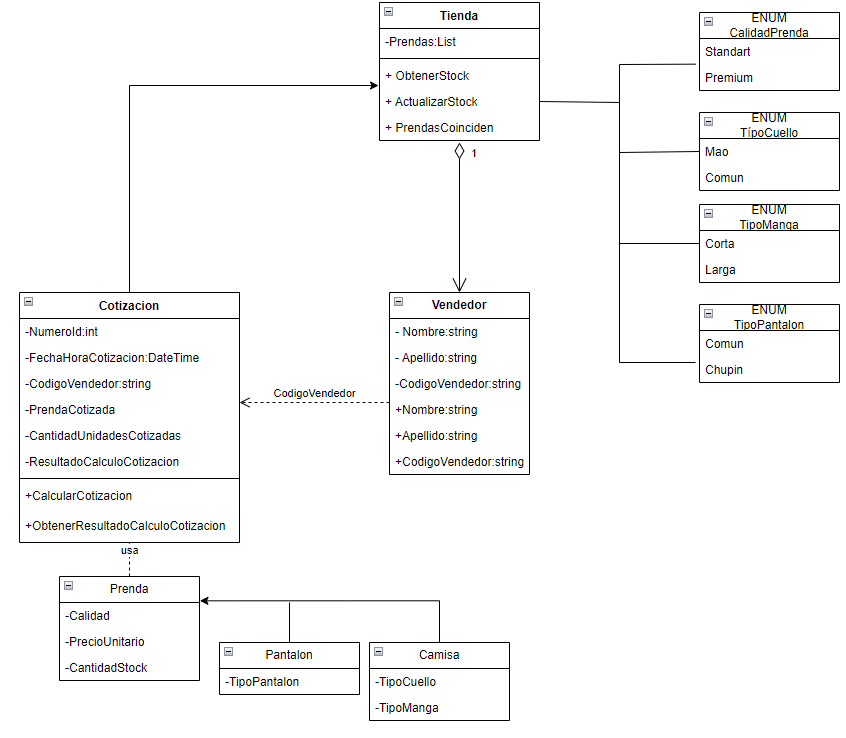 Tienda
-Prendas:List
+ ObtenerStock
+ ActualizarStock
+ PrendasCoinciden
1
ENUM
CalidadPrenda
Standart
Premium
ENUM
TípoCuello
Mao
Comun
ENUM
TipoManga
Corta
Larga
ENUM
TipoPantalon
Comun
Chupin
Cotizacion
-NumeroId:int
-FechaHoraCotizacion:DateTime
-CodigoVendedor:string
-PrendaCotizada
-CantidadUnidadesCotizadas
-ResultadoCalculoCotizacion
+CalcularCotizacion
+ObtenerResultadoCalculoCotizacion
CodigoVendedor
Vendedor
- Nombre:string
- Apellido:string
-CodigoVendedor:string
+Nombre:string
+Apellido:string
+CodigoVendedor:string
usa
Prenda
-Calidad
-PrecioUnitario
-CantidadStock
Pantalon
-TipoPantalon
Camisa
-TipoCuello
-TipoManga